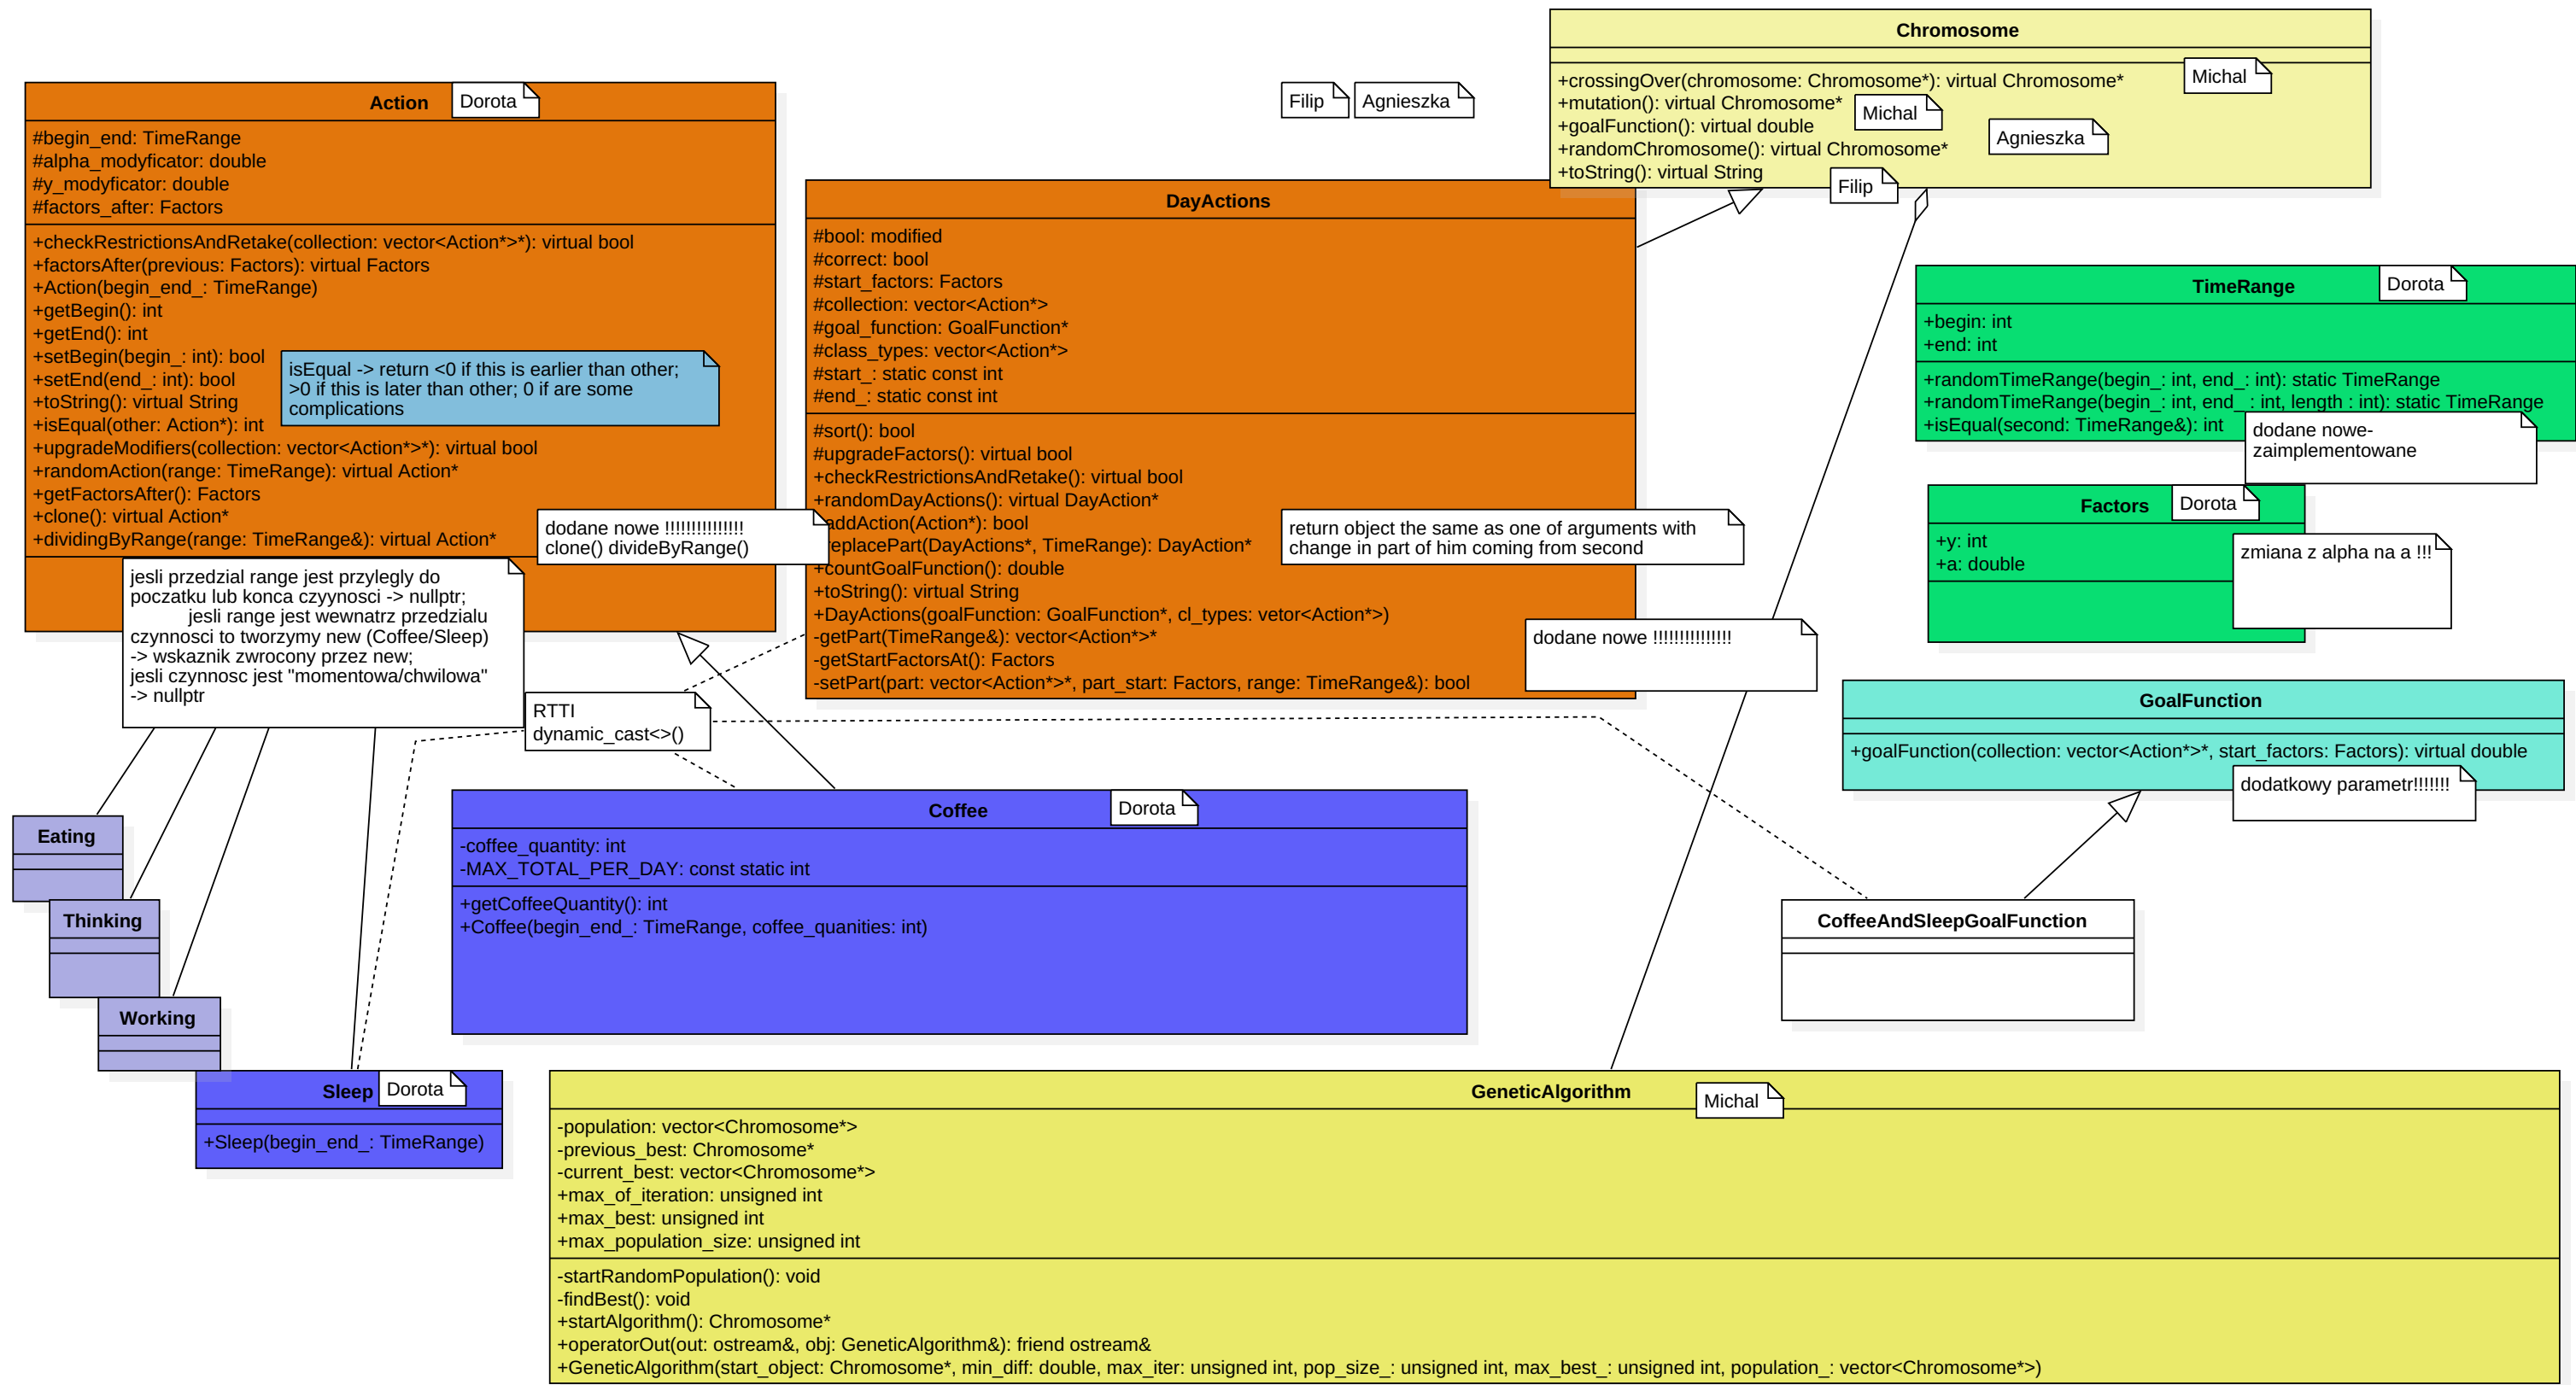 Action
Dorota
#begin_end: TimeRange
#alpha_modyficator: double
#y_modyficator: double
#factors_after: Factors
+checkRestrictionsAndRetake(collection: vector<Action*>*): virtual bool
+factorsAfter(previous: Factors): virtual Factors
+Action(begin_end_: TimeRange)
+getBegin(): int
+getEnd(): int
+setBegin(begin_: int): bool
+setEnd(end_: int): bool
+toString(): virtual String
+isEqual(other: Action*): int
+upgradeModifiers(collection: vector<Action*>*): virtual bool
+randomAction(range: TimeRange): virtual Action*
+getFactorsAfter(): Factors
+clone(): virtual Action*
+dividingByRange(range: TimeRange&): virtual Action*
isEqual -> return <0 if this is earlier than other;
>0 if this is later than other; 0 if are some
complications
dodane nowe !!!!!!!!!!!!!!!
clone() divideByRange()
jesli przedzial range jest przylegly do
poczatku lub konca czyynosci -> nullptr;
jesli range jest wewnatrz przedzialu
czynnosci to tworzymy new (Coffee/Sleep)
-> wskaznik zwrocony przez new;
jesli czynnosc jest "momentowa/chwilowa"
-> nullptr
Filip
Agnieszka
DayActions
#bool: modified
#correct: bool
#start_factors: Factors
#collection: vector<Action*>
#goal_function: GoalFunction*
#class_types: vector<Action*>
#start_: static const int
#end_: static const int
#sort(): bool
#upgradeFactors(): virtual bool
+checkRestrictionsAndRetake(): virtual bool
+randomDayActions(): virtual DayAction*
addAction(Action*): bool
replacePart(DayActions*, TimeRange): DayAction*
+countGoalFunction(): double
+toString(): virtual String
+DayActions(goalFunction: GoalFunction*, cl_types: vetor<Action*>)
-getPart(TimeRange&): vector<Action*>*
-getStartFactorsAt(): Factors
-setPart(part: vector<Action*>*, part_start: Factors, range: TimeRange&): bool
return object the same as one of arguments with
change in part of him coming from second
dodane nowe !!!!!!!!!!!!!!!
Chromosome
+crossingOver(chromosome: Chromosome*): virtual Chromosome*
+mutation(): virtual Chromosome*
+goalFunction(): virtual double
+randomChromosome(): virtual Chromosome*
+toString(): virtual String
Michal
Michal
Agnieszka
Filip
TimeRange
Dorota
+begin: int
+end: int
+randomTimeRange(begin_: int, end_: int): static TimeRange
+randomTimeRange(begin_: int, end_ : int, length : int): static TimeRange
+isEqual(second: TimeRange&): int
dodane nowe-
zaimplementowane
Factors
Dorota
+y: int
+a: double
zmiana z alpha na a !!!
GoalFunction
+goalFunction(collection: vector<Action*>*, start_factors: Factors): virtual double
dodatkowy parametr!!!!!!!
RTTI
dynamic_cast<>()
Eating
Thinking
Working
Sleep
Dorota
+Sleep(begin_end_: TimeRange)
Coffee
Dorota
-coffee_quantity: int
-MAX_TOTAL_PER_DAY: const static int
+getCoffeeQuantity(): int
+Coffee(begin_end_: TimeRange, coffee_quanities: int)
CoffeeAndSleepGoalFunction
GeneticAlgorithm
Michal
-population: vector<Chromosome*>
-previous_best: Chromosome*
-current_best: vector<Chromosome*>
+max_of_iteration: unsigned int
+max_best: unsigned int
+max_population_size: unsigned int
-startRandomPopulation(): void
-findBest(): void
+startAlgorithm(): Chromosome*
+operatorOut(out: ostream&, obj: GeneticAlgorithm&): friend ostream&
+GeneticAlgorithm(start_object: Chromosome*, min_diff: double, max_iter: unsigned int, pop_size_: unsigned int, max_best_: unsigned int, population_: vector<Chromosome*>)